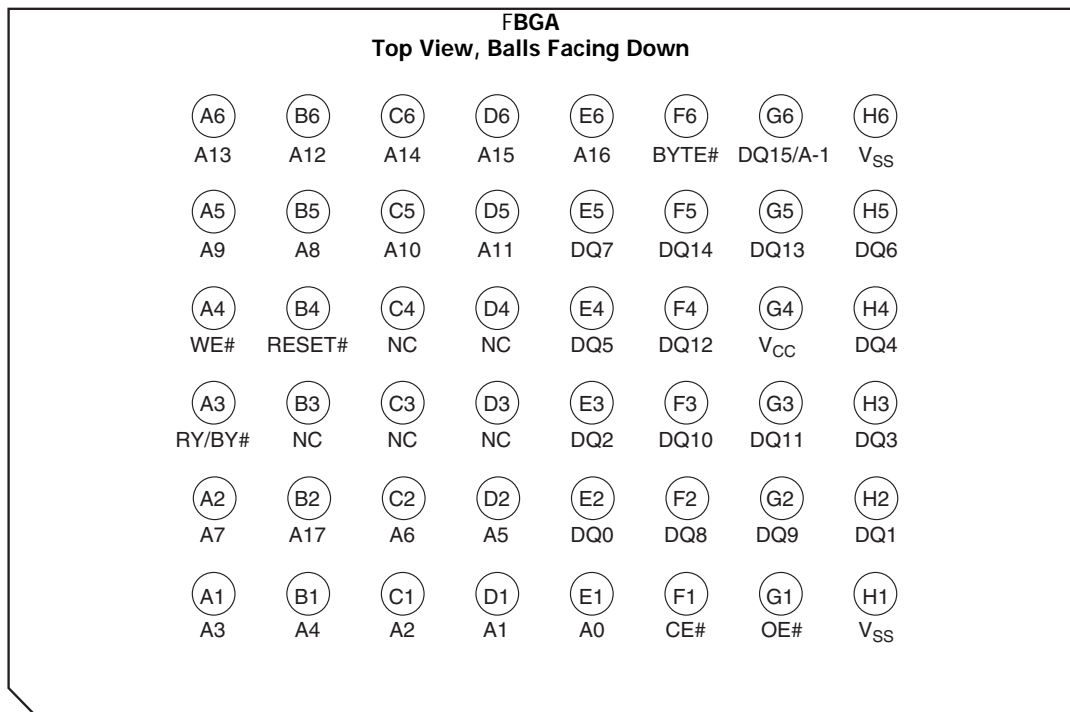 FBGA
Top View, Balls Facing Down
A6 B6 C6 D6 E6 F6 G6 H6
A13 A12 A14 A15 A16 BYTE# DQ15/A-1 VSS
A5 B5 C5 D5 E5 F5 G5 H5
A9 A8 A10 A11 DQ7 DQ14 DQ13 DQ6
A4 B4 C4 D4 E4 F4 G4 H4
WE# RESET# NC NC DQ5 DQ12 VCC DQ4
A3 B3 C3 D3 E3 F3 G3 H3
RY/BY# NC NC NC DQ2 DQ10 DQ11 DQ3
A2 B2 C2 D2 E2 F2 G2 H2
A7 A17 A6 A5 DQ0 DQ8 DQ9 DQ1
A1 B1 C1 D1 E1 F1 G1 H1
A3 A4 A2 A1 A0 CE# OE# VSS